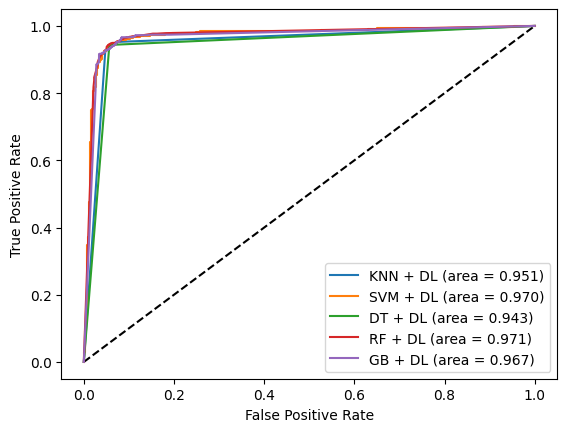 1.0
0.8
0.6
0.4
0.2
0.0
True Positive Rate
KNN + DL (area = 0.951)
SVM + DL (area = 0.970)
DT + DL (area = 0.943)
RF + DL (area = 0.971)
GB + DL (area = 0.967)
0.0 0.2 0.4 0.6 0.8 1.0
False Positive Rate